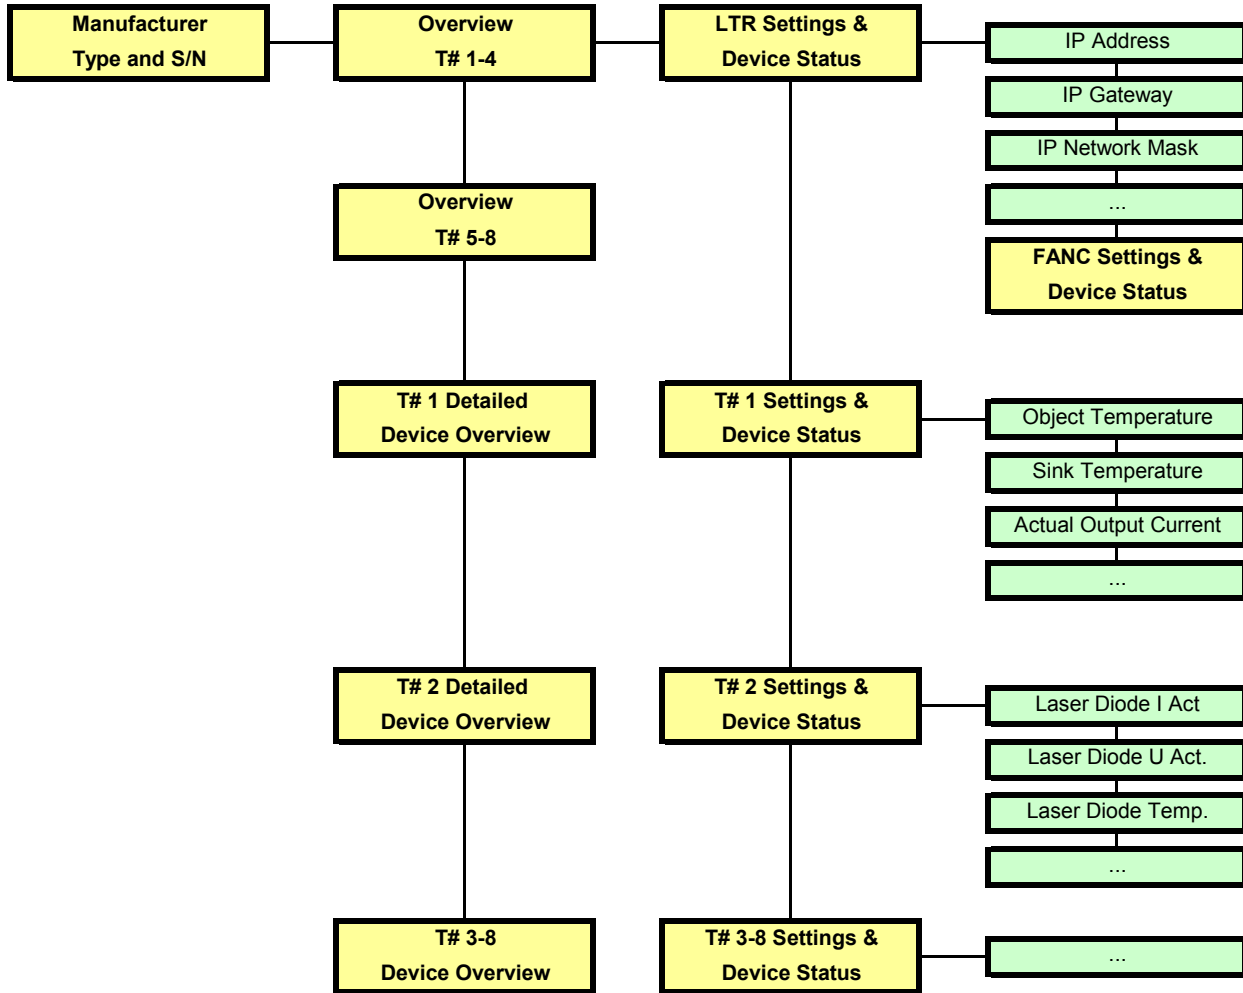 Manufacturer
Type and S/N
Overview
T# 1-4
LTR Settings &
Device Status
IP Address
IP Gateway
IP Network Mask
...
FANC Settings &
Device Status
Overview
T# 5-8
T# 1 Detailed
Device Overview
T# 1 Settings &
Device Status
Object Temperature
Sink Temperature
Actual Output Current
...
T# 2 Detailed
Device Overview
T# 2 Settings &
Device Status
Laser Diode I Act
Laser Diode U Act.
Laser Diode Temp.
...
T# 3-8
Device Overview
T# 3-8 Settings &
Device Status
...